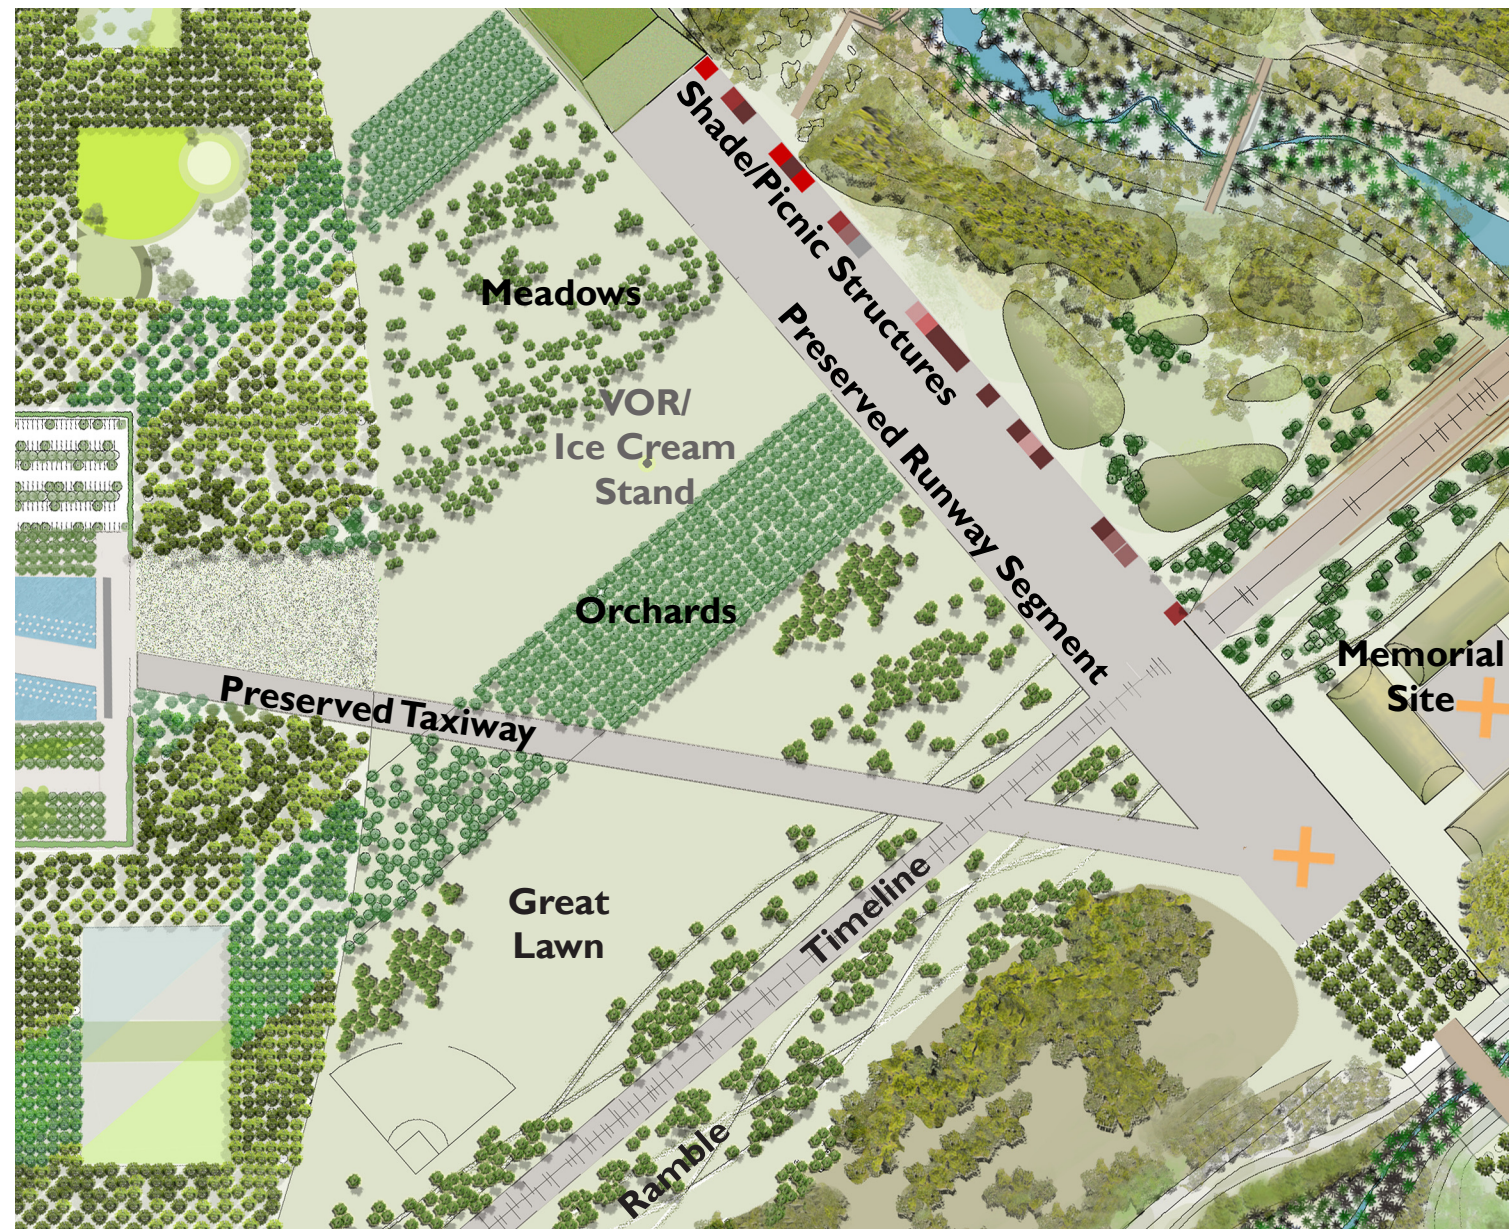 Shade/Picnic Structures
Meadows
Preserved Runway Segment
VOR/
Ice Cream
Stand
Orchards
Memorial
Site
Preserved Taxiway
Great
Lawn
Timeline
Ramble